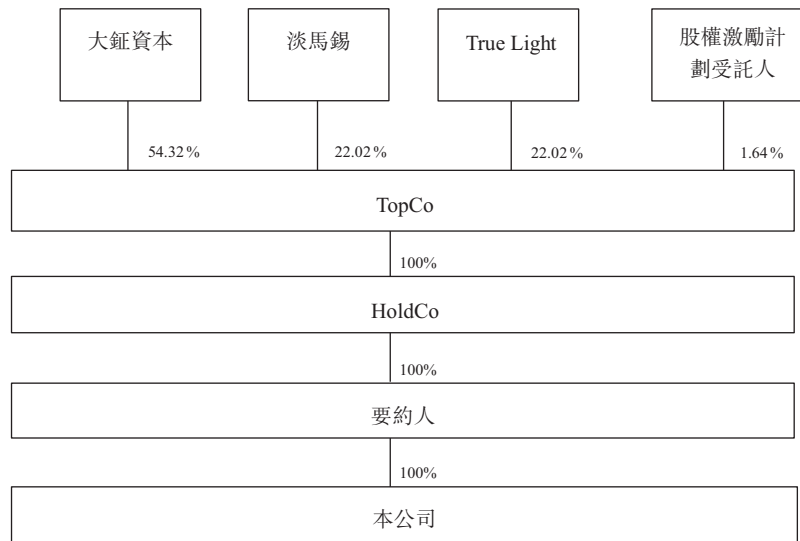 大鉦資本
淡馬錫
True Light
股權激勵計
劃受託人
54.32%
22.02%
22.02%
1.64%
TopCo
100%
HoldCo
100%
要約人
100%
本公司